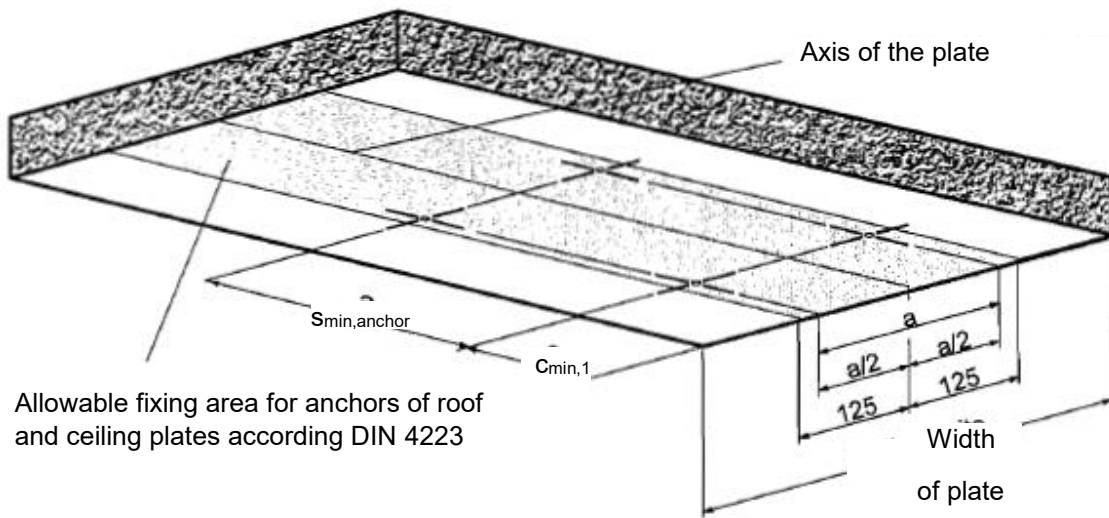 Axis of the plate
smin,anchor
cmin,1
a
a/2
a/2
125
125
Allowable fixing area for anchors of roof
and ceiling plates according DIN 4223
Width
of plate